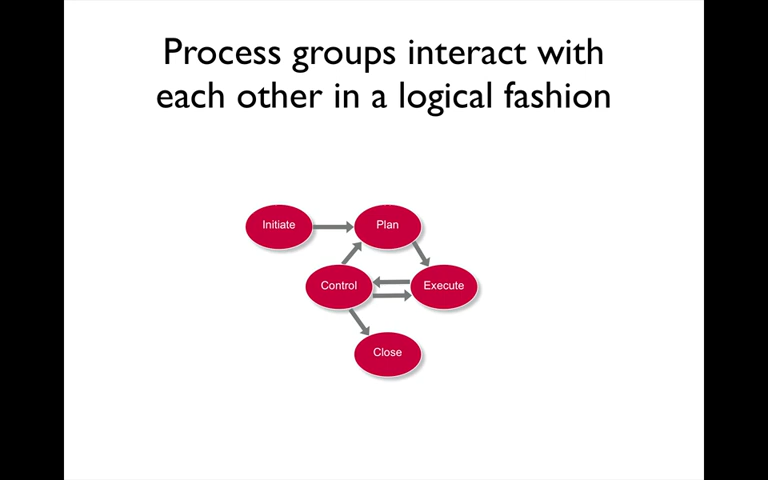 Process groups interact with
each other in a logical fashion
Initiate
Plan
Control
Execute
Close